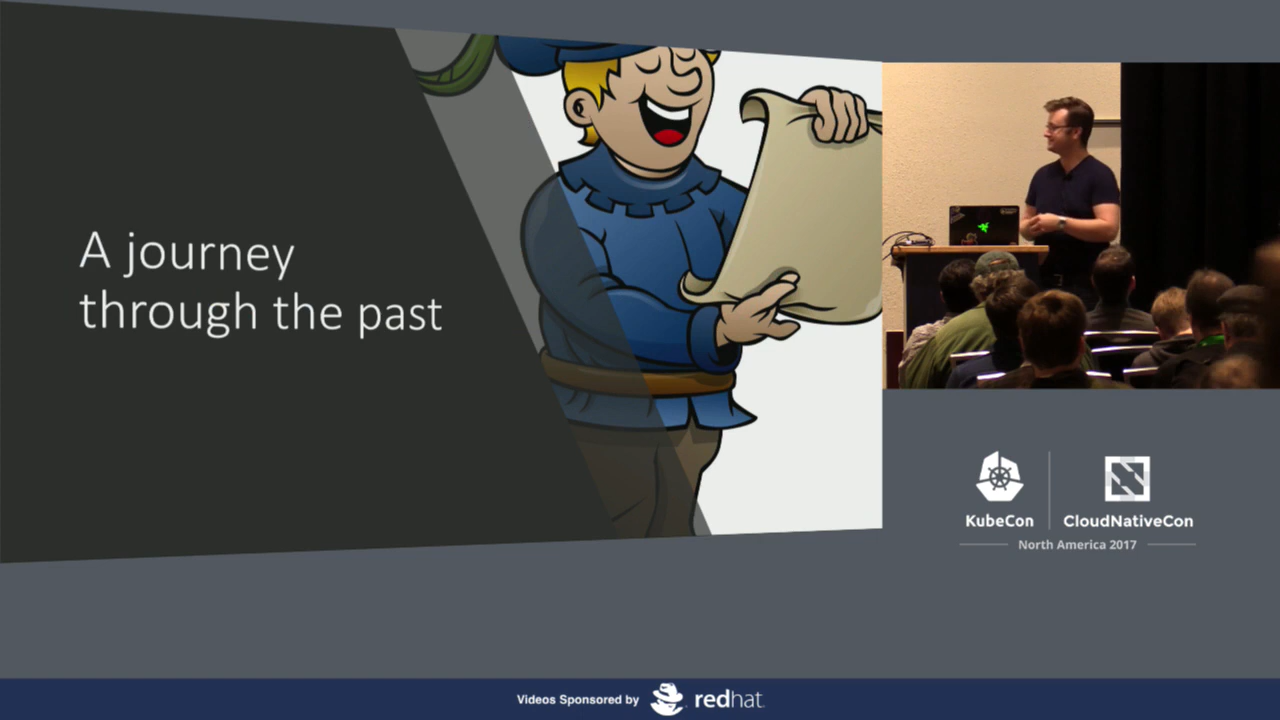 A journey
through the past
KubeCon
CloudNativeCon
North America 2017
Videos Sponsored by
redhat